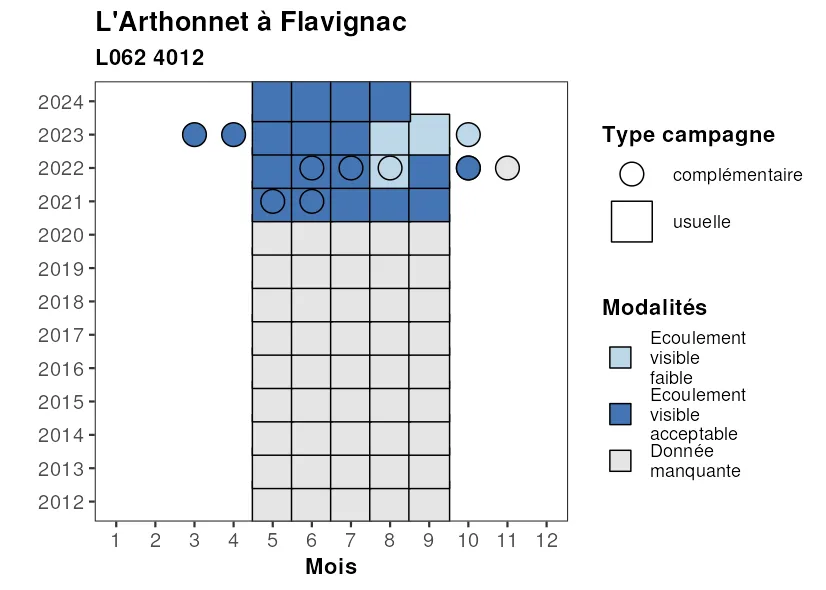 L'Arthonnet à Flavignac
L062 4012
2024
2023
2022
2021
2020
2019
2018
2017
2016
2015
2014
2013
2012
1 2 3 4 5 6 7 8 9 10 11 12
Mois
Type campagne
complémentaire
usuelle
Modalités
Ecoulement
visible
faible
Ecoulement
visible
acceptable
Donnée
manquante